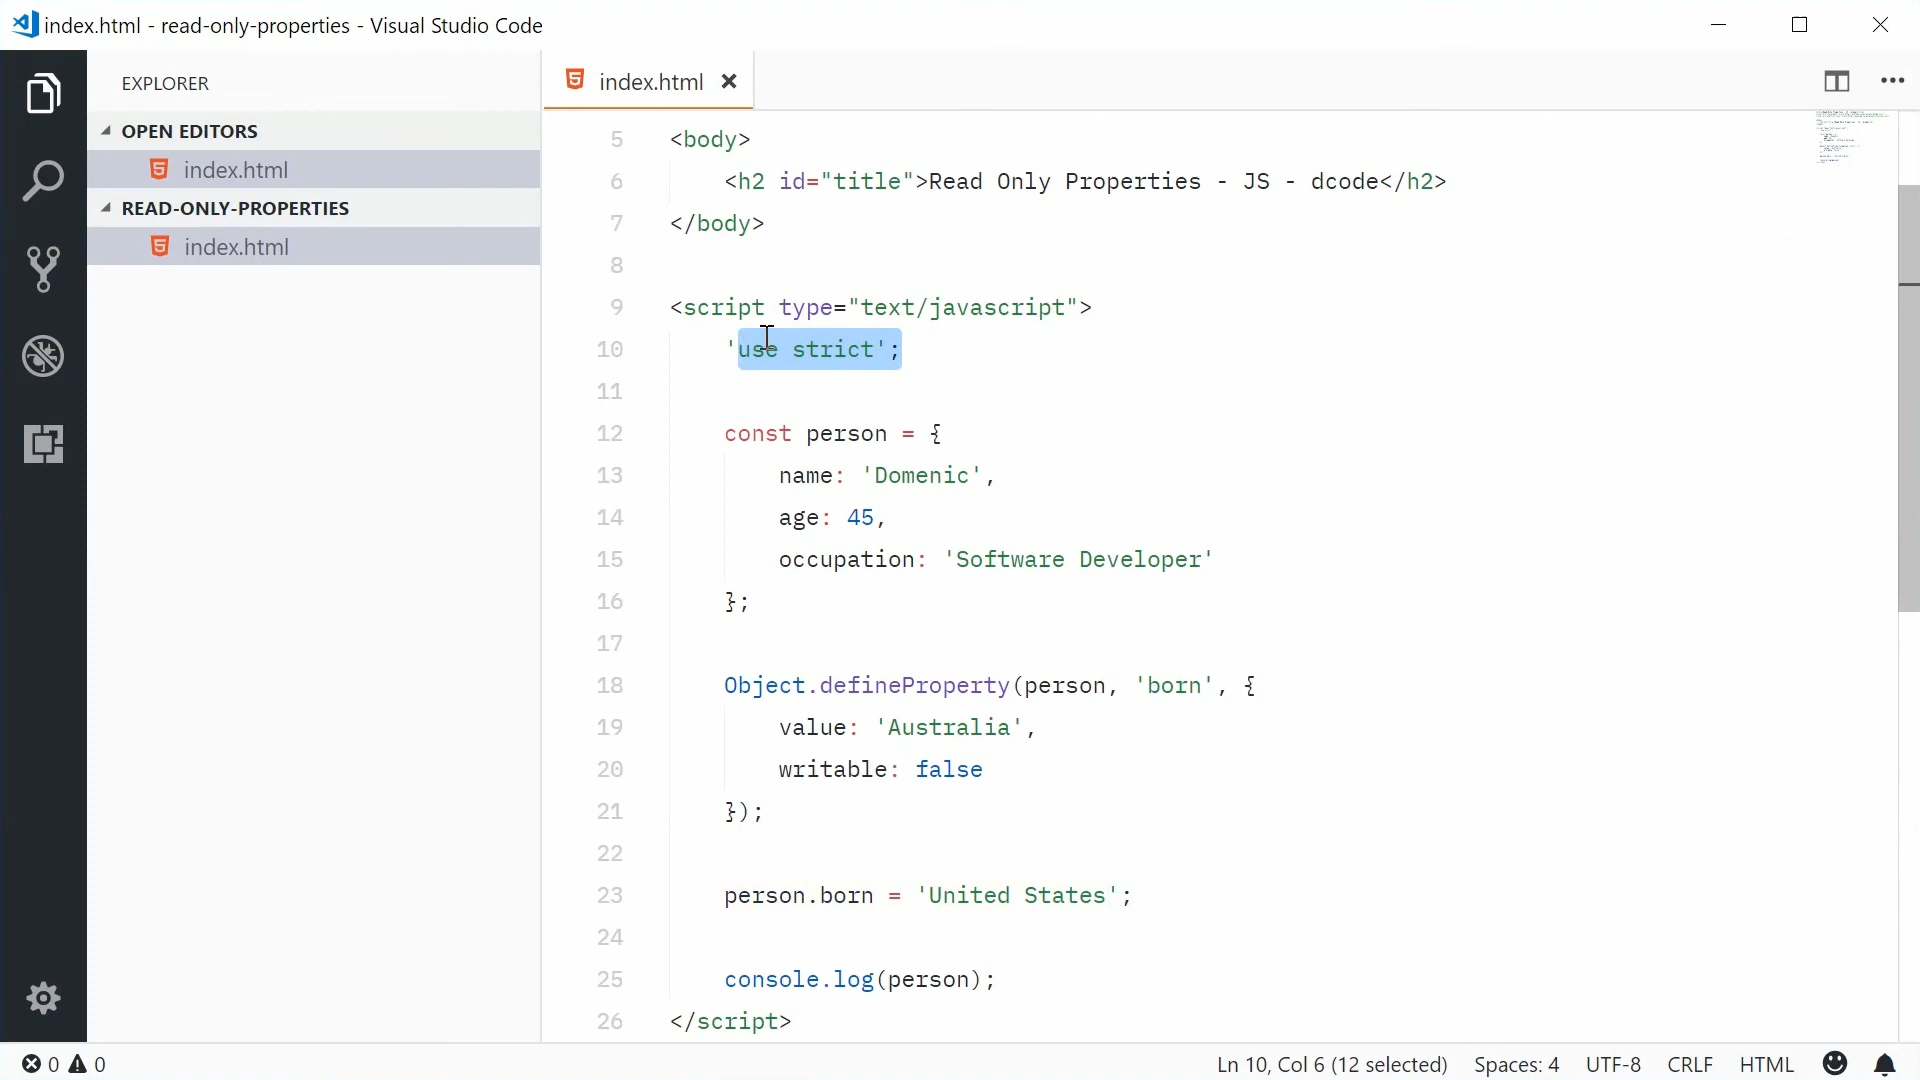 index.html - read-only-properties - Visual Studio Code
EXPLORER
OPEN EDITORS
index.html
READ-ONLY-PROPERTIES
index.html
index.html
5 <body>
6 <h2 id="title">Read Only Properties - JS - dcode</h2>
7 </body>
8
9 <script type="text/javascript">
10 'use strict';
11
12 const person = {
13 name: 'Domenic',
14 age: 45,
15 occupation: 'Software Developer'
16 };
17
18 Object.defineProperty(person, 'born', {
19 value: 'Australia',
20 writable: false
21 });
22
23 person.born = 'United States';
24
25 console.log(person);
26 </script>
0 0
Ln 10, Col 6 (12 selected) Spaces: 4 UTF-8 CRLF HTML